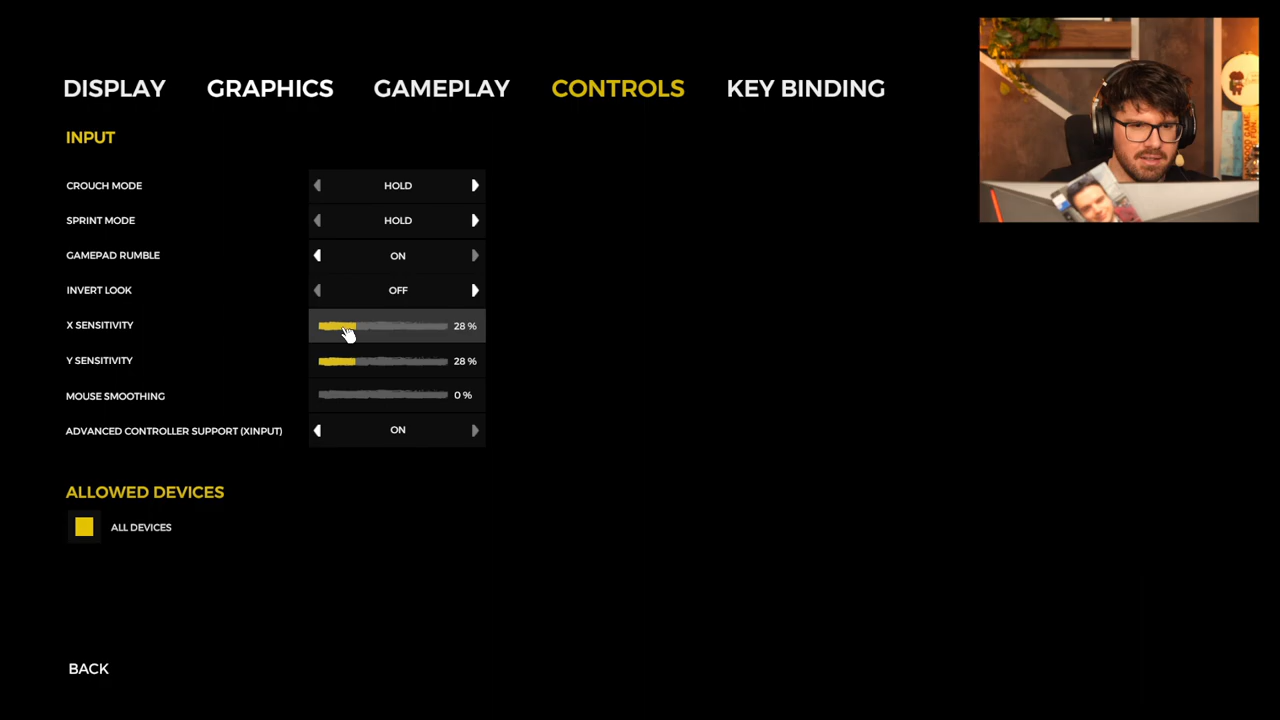 DISPLAY GRAPHICS GAMEPLAY CONTROLS KEY BINDING
INPUT
CROUCH MODE HOLD
SPRINT MODE HOLD
GAMEPAD RUMBLE ON
INVERT LOOK OFF
X SENSITIVITY 28 %
Y SENSITIVITY 28 %
MOUSE SMOOTHING 0 %
ADVANCED CONTROLLER SUPPORT (XINPUT) ON
ALLOWED DEVICES
ALL DEVICES
BACK